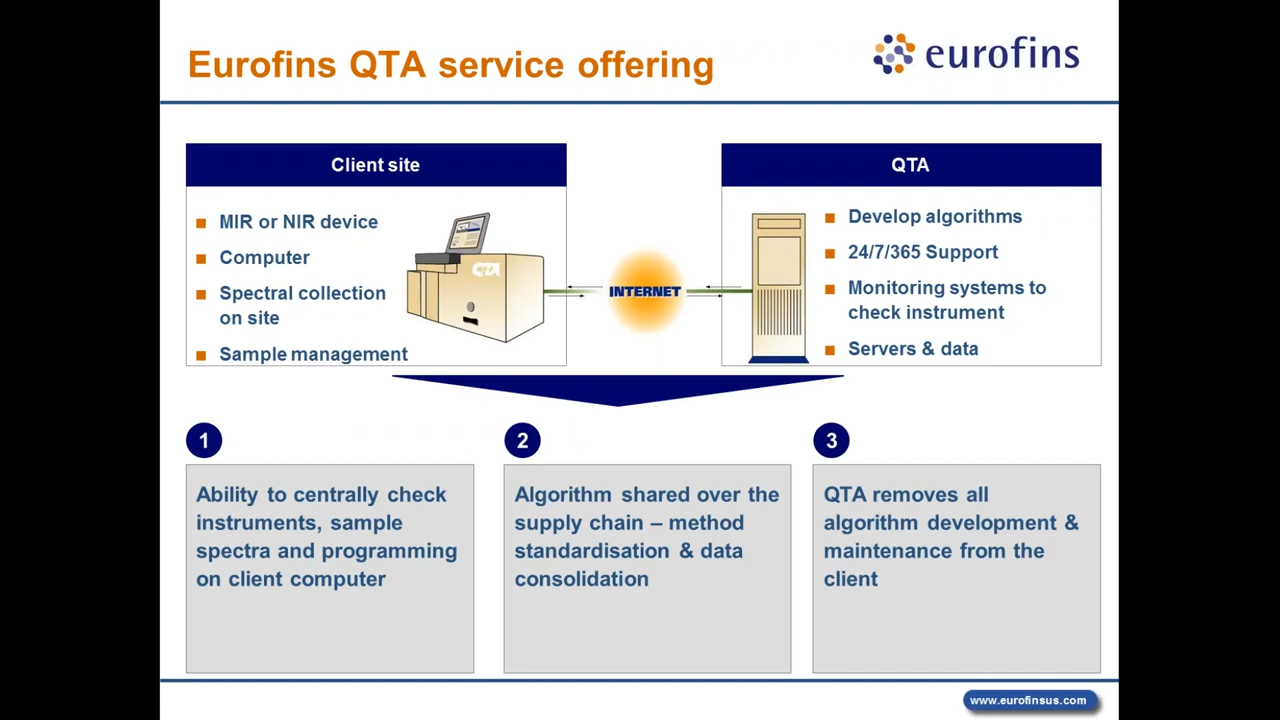 Eurofins QTA service offering
eurofins
Client site
MIR or NIR device
Computer
Spectral collection
on site
Sample management
QTA
INTERNET
QTA
Develop algorithms
24/7/365 Support
Monitoring systems to
check instrument
Servers & data
1
Ability to centrally check
instruments, sample
spectra and programming
on client computer
2
Algorithm shared over the
supply chain – method
standardisation & data
consolidation
3
QTA removes all
algorithm development &
maintenance from the
client
www.eurofinsus.com